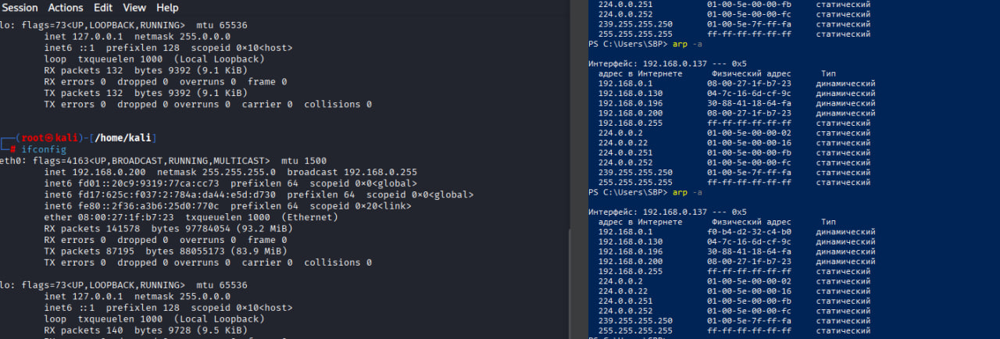 Session Actions Edit View Help
lo: flags=73<UP,LOOPBACK,RUNNING> mtu 65536
inet 127.0.0.1 netmask 255.0.0.0
inet6 ::1 prefixlen 128 scopeid 0×10<host>
loop txqueuelen 1000 (Local Loopback)
RX packets 132 bytes 9392 (9.1 KiB)
RX errors 0 dropped 0 overruns 0 frame 0
TX packets 132 bytes 9392 (9.1 KiB)
TX errors 0 dropped 0 overruns 0 carrier 0 collisions 0
(root㉿kali)-[/home/kali]
# ifconfig
eth0: flags=4163<UP,BROADCAST,RUNNING,MULTICAST> mtu 1500
inet 192.168.0.200 netmask 255.255.255.0 broadcast 192.168.0.255
inet6 fd01::20c9:9319:77ca:cc73 prefixlen 64 scopeid 0×0<global>
inet6 fd17:625c:f037:2:784a:da44:e5d:d730 prefixlen 64 scopeid 0×0<global>
inet6 fe80::2f36:a3b6:25d0:770c prefixlen 64 scopeid 0×20<link>
ether 08:00:27:1f:b7:23 txqueuelen 1000 (Ethernet)
RX packets 141578 bytes 97784054 (93.2 MiB)
RX errors 0 dropped 0 overruns 0 frame 0
TX packets 87195 bytes 88055173 (83.9 MiB)
TX errors 0 dropped 0 overruns 0 carrier 0 collisions 0
lo: flags=73<UP,LOOPBACK,RUNNING> mtu 65536
inet 127.0.0.1 netmask 255.0.0.0
inet6 ::1 prefixlen 128 scopeid 0×10<host>
loop txqueuelen 1000 (Local Loopback)
RX packets 140 bytes 9728 (9.5 KiB)
224.0.0.251 01-00-5e-00-00-fb статический
224.0.0.252 01-00-5e-00-00-fc статический
239.255.255.250 01-00-5e-7f-ff-fa статический
255.255.255.255 ff-ff-ff-ff-ff-ff статический
PS C:\Users\SBP> arp -a
Интерфейс: 192.168.0.137 --- 0x5
адрес в Интернете Физический адрес Тип
192.168.0.1 08-00-27-1f-b7-23 динамический
192.168.0.130 04-7c-16-6d-cf-9c динамический
192.168.0.196 30-88-41-18-64-fa динамический
192.168.0.200 08-00-27-1f-b7-23 динамический
192.168.0.255 ff-ff-ff-ff-ff-ff статический
224.0.0.2 01-00-5e-00-00-02 статический
224.0.0.22 01-00-5e-00-00-16 статический
224.0.0.251 01-00-5e-00-00-fb статический
224.0.0.252 01-00-5e-00-00-fc статический
239.255.255.250 01-00-5e-7f-ff-fa статический
255.255.255.255 ff-ff-ff-ff-ff-ff статический
PS C:\Users\SBP> arp -a
Интерфейс: 192.168.0.137 --- 0x5
адрес в Интернете Физический адрес Тип
192.168.0.1 f0-b4-d2-32-c4-b0 динамический
192.168.0.130 04-7c-16-6d-cf-9c динамический
192.168.0.196 30-88-41-18-64-fa динамический
192.168.0.200 08-00-27-1f-b7-23 динамический
192.168.0.255 ff-ff-ff-ff-ff-ff статический
224.0.0.2 01-00-5e-00-00-02 статический
224.0.0.22 01-00-5e-00-00-16 статический
224.0.0.251 01-00-5e-00-00-fb статический
224.0.0.252 01-00-5e-00-00-fc статический
239.255.255.250 01-00-5e-7f-ff-fa статический
255.255.255.255 ff-ff-ff-ff-ff-ff статический